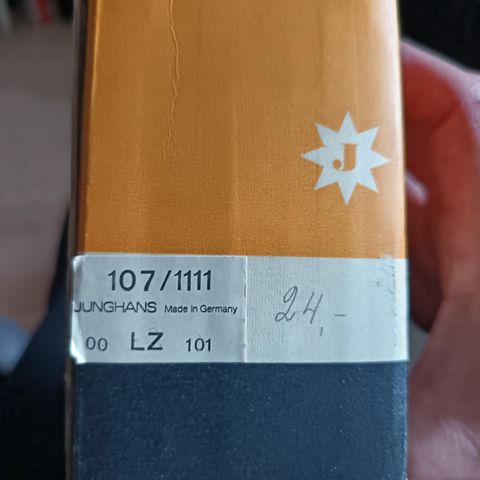 J
107/1111
JUNGHANS Made in Germany
00 LZ 101
24,-